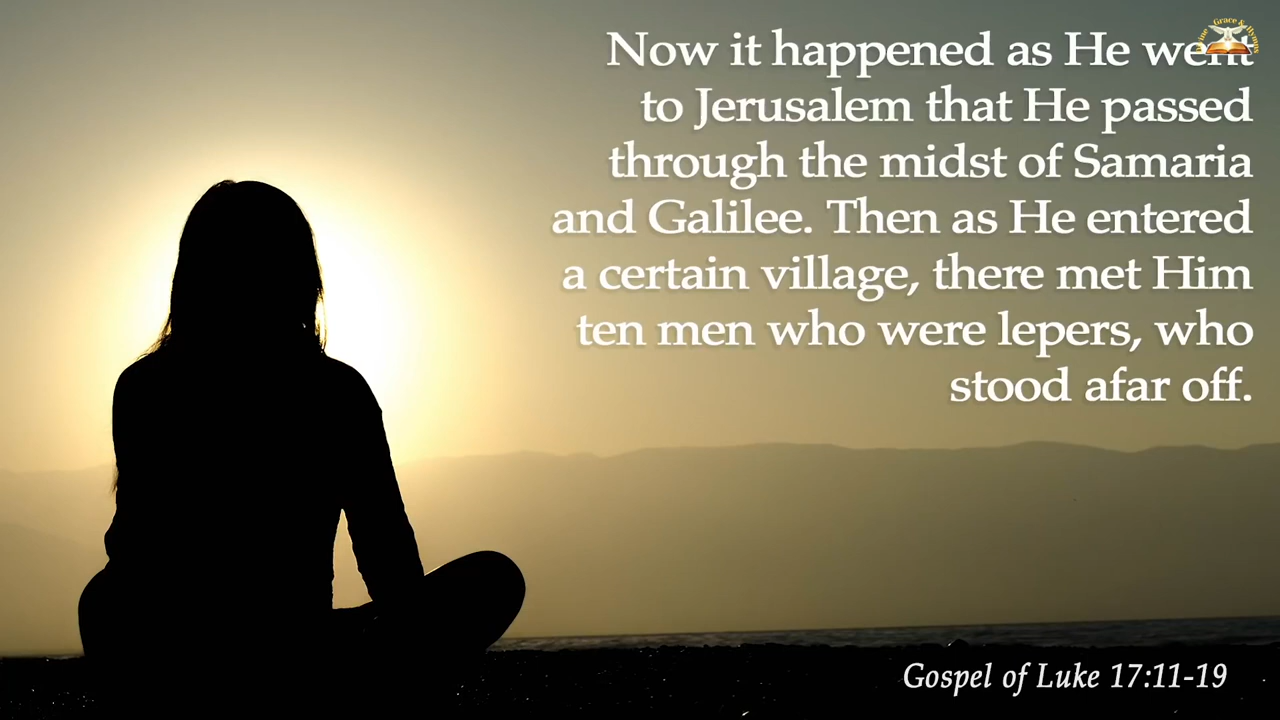 Now it happened as He went
to Jerusalem that He passed
through the midst of Samaria
and Galilee. Then as He entered
a certain village, there met Him
ten men who were lepers, who
stood afar off.
Gospel of Luke 17:11-19
Grace & Hymns